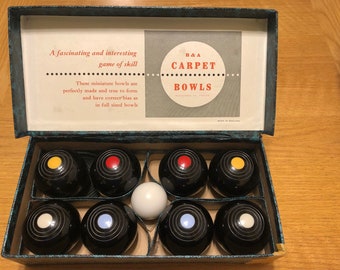 A fascinating and interesting
game of skill
These miniature bowls are
perfectly made and true to form
and have correct bias as
in full sized bowls
B & A
CARPET
BOWLS